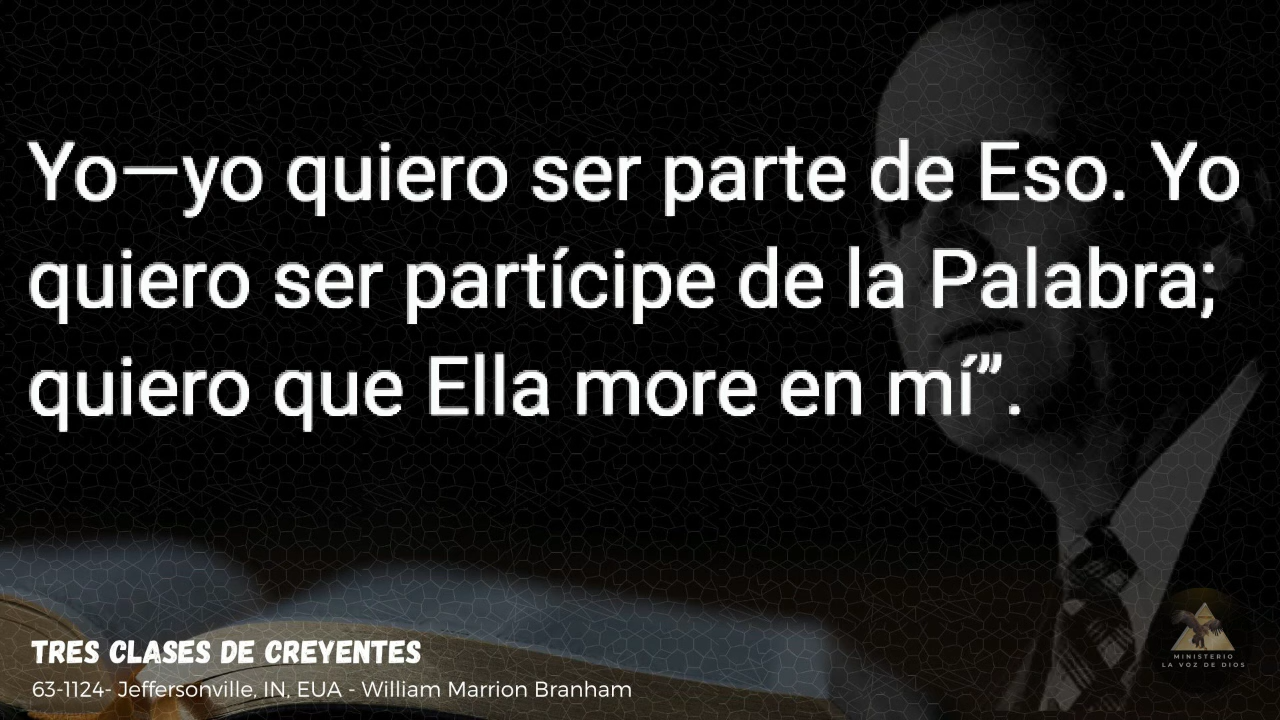 Yo—yo quiero ser parte de Eso. Yo
quiero ser partícipe de la Palabra;
quiero que Ella more en mí”.
TRES CLASES DE CREYENTES
63-1124- Jeffersonville, IN, EUA - William Marrion Branham
MINISTERIO
LA VOZ DE DIOS